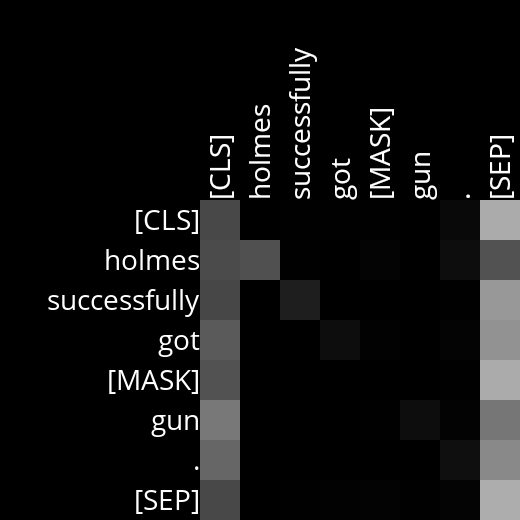 [CLS]
holmes
successfully
got
[MASK]
gun
.
[SEP]
[CLS]
holmes
successfully
got
[MASK]
gun
.
[SEP]